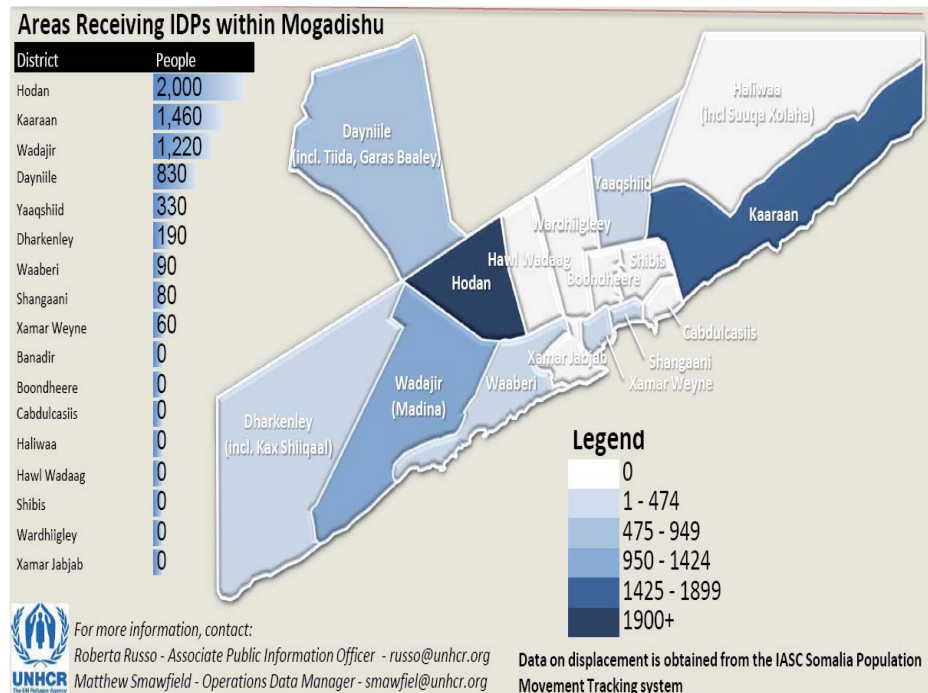 Areas Receiving IDPs within Mogadishu
District People
Hodan 2,000
Kaaraan 1,460
Wadajir 1,220
Dayniile 830
Yaaqshiid 330
Dharkenley 190
Waaberi 90
Shangaani 80
Xamar Weyne 60
Banadir 0
Boondheere 0
Cabdulcasiis 0
Haliwaa 0
Hawl Wadaag 0
Shibis 0
Wardhiigley 0
Xamar Jabjab 0
Haliwaa
(incl Suuqa Xolaha)
Dayniile
(incl. Tiida, Garas Baaley)
Yaaqshiid
Kaaraan
Wardhiigleey
Hawl Wadaag
Shibis
Boondheere
Hodan
Cabdulcasiis
Xamar Jabjab
Shangaani
Xamar Weyne
Waaberi
Wadajir
(Madina)
Dharkenley
(incl. Kax Shiiqaal)
Legend
0
1 - 474
475 - 949
950 - 1424
1425 - 1899
1900+
UNHCR
The UN Refugee Agency
For more information, contact:
Roberta Russo - Associate Public Information Officer - russo@unhcr.org
Matthew Smawfield - Operations Data Manager - smawfiel@unhcr.org
Data on displacement is obtained from the IASC Somalia Population
Movement Tracking system